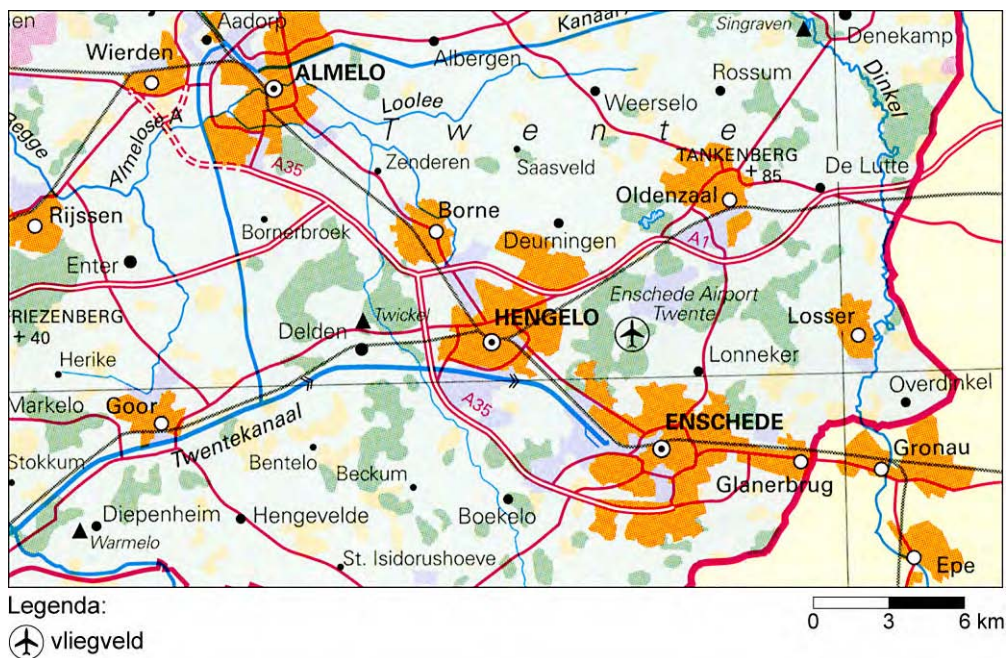 Aadorp
Kanaal
Singraven
Denekamp
Wierden
ALMELO
Albergen
Rossum
Dinkel
Weerselo
Loolee
Almelose A
Twente
Zenderen
Saasveld
TANKENBERG
+ 85
De Lutte
A35
Oldenzaal
Rijssen
Borne
Bornerbroek
Deurningen
A1
Enter
Enschede Airport
Twente
Twickel
HENGELO
Losser
RIEZENBERG
+ 40
Delden
Lonneker
Herike
Overdinkel
Markelo
Goor
A35
ENSCHEDE
Twentekanaal
Gronau
Stokkum
Bentelo
Beckum
Glanerbrug
Diepenheim
Hengevelde
Boekelo
Warmelo
St. Isidorushoeve
Epe
Legenda:
vliegveld
0 3 6 km